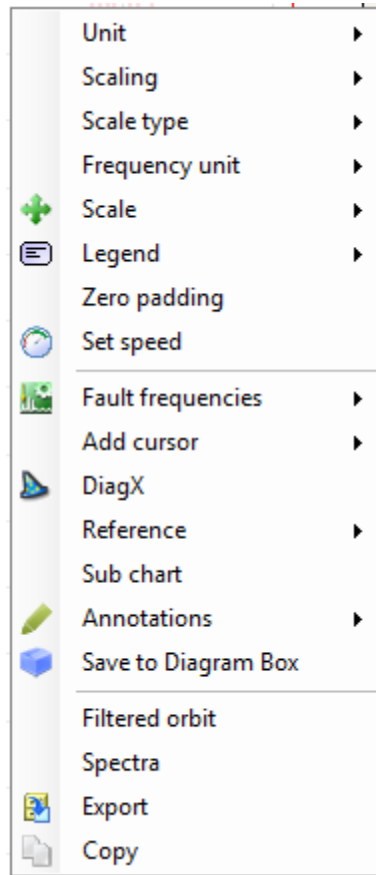 Unit
Scaling
Scale type
Frequency unit
Scale
Legend
Zero padding
Set speed
Fault frequencies
Add cursor
DiagX
Reference
Sub chart
Annotations
Save to Diagram Box
Filtered orbit
Spectra
Export
Copy